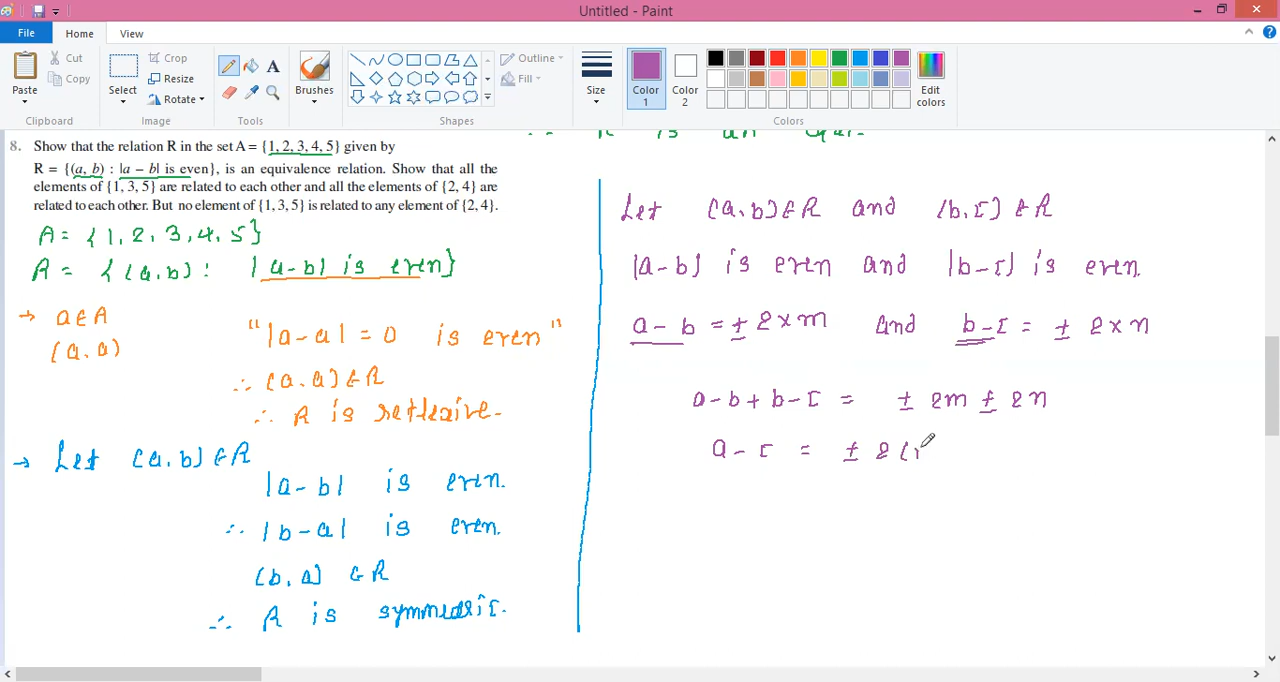 Untitled - Paint
File Home View
Paste
Cut
Copy
Clipboard
Select
Crop
Resize
Rotate
Image
A
Tools
Brushes
Shapes
Outline
Fill
Size
Color 1
Color 2
Edit colors
Colors
8. Show that the relation R in the set A = {1, 2, 3, 4, 5} given by
R = {(a, b) : |a – b| is even}, is an equivalence relation. Show that all the
elements of {1, 3, 5} are related to each other and all the elements of {2, 4} are
related to each other. But no element of {1, 3, 5} is related to any element of {2, 4}.
A = {1, 2, 3, 4, 5}
R = {(a, b) : |a-b| is even}
→ a ∈ A
(a, a)
"|a-a| = 0 is even"
∴ (a, a) ∈ R
∴ R is reflexive.
→ Let (a, b) ∈ R
|a-b| is even.
∴ |b-a| is even.
(b, a) ∈ R
∴ R is symmetric.
∴ R is an
Let (a, b) ∈ R and (b, c) ∈ R
|a-b| is even and |b-c| is even.
a-b = ± 2×m and b-c = ± 2×n
a-b+b-c = ± 2m ± 2n
a-c = ± 2(